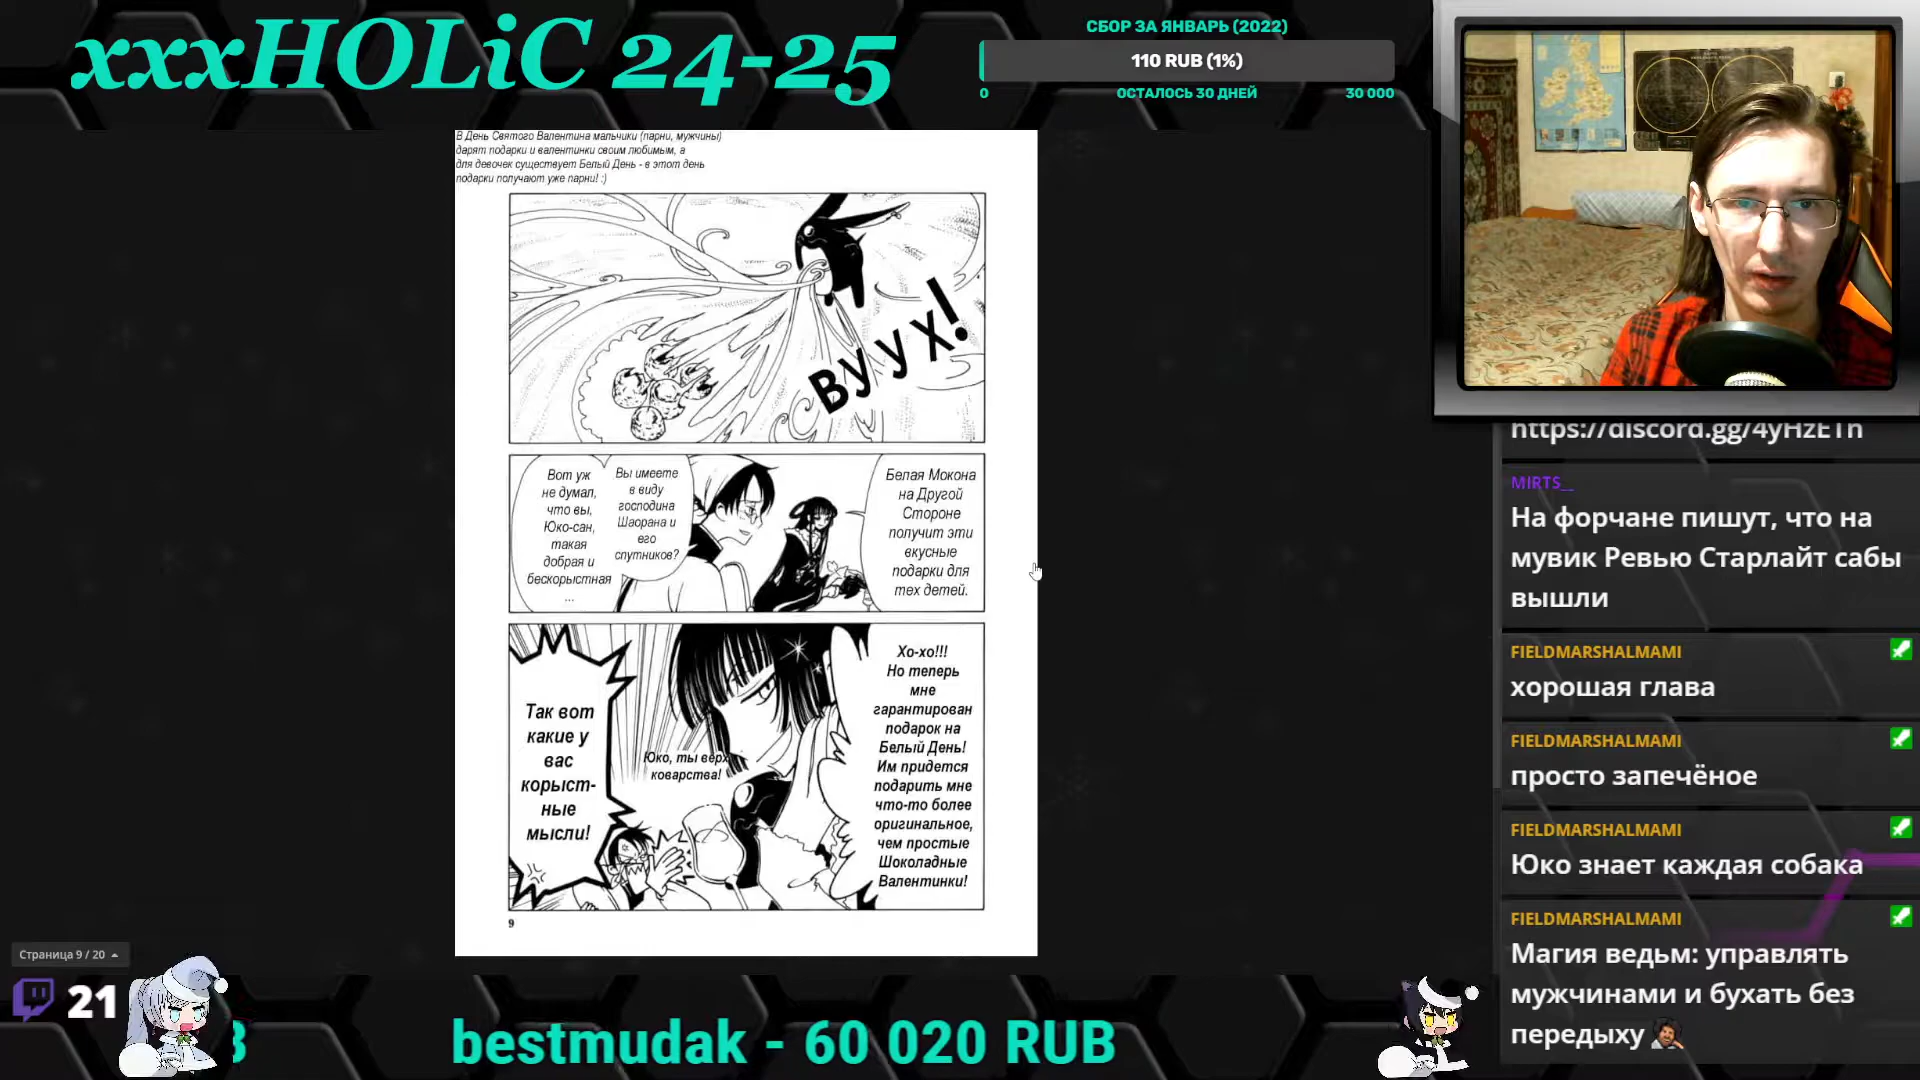 xxxHOLiC 24-25
СБОР ЗА ЯНВАРЬ (2022)
110 RUB (1%)
0
ОСТАЛОСЬ 30 ДНЕЙ
30 000
В День Святого Валентина мальчики (парни, мужчины)
дарят подарки и валентинки своим любимым, а
для девочек существует Белый День - в этот день
подарки получают уже парни! :)
Вуух!
Белая Мокона
на Другой
Стороне
получит эти
вкусные
подарки для
тех детей.
Вы имеете
в виду
господина
Шаорана и
его
спутников?
Вот уж
не думал,
что вы,
Юко-сан,
такая
добрая и
бескорыстная
...
Хо-хо!!!
Но теперь
мне
гарантирован
подарок на
Белый День!
Им придется
подарить мне
что-то более
оригинальное,
чем простые
Шоколадные
Валентинки!
Юко, ты верх
коварства!
Так вот
какие у
вас
корыст-
ные
мысли!
9
https://discord.gg/4yHzETh
MIRTS__
На форчане пишут, что на
мувик Ревью Старлайт сабы
вышли
FIELDMARSHALMAMI
хорошая глава
FIELDMARSHALMAMI
просто запечёное
FIELDMARSHALMAMI
Юко знает каждая собака
FIELDMARSHALMAMI
Магия ведьм: управлять
мужчинами и бухать без
передыху
Страница 9 / 20
21
bestmudak - 60 020 RUB